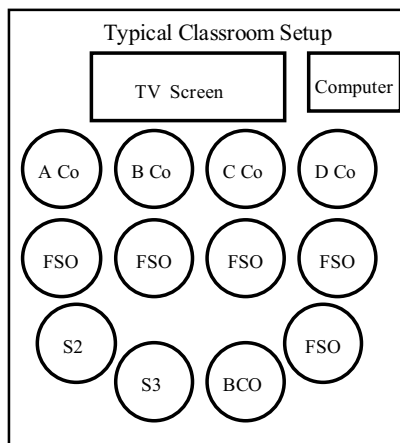 Typical Classroom Setup
TV Screen
Computer
A Co
B Co
C Co
D Co
FSO
FSO
FSO
FSO
S2
FSO
S3
BCO